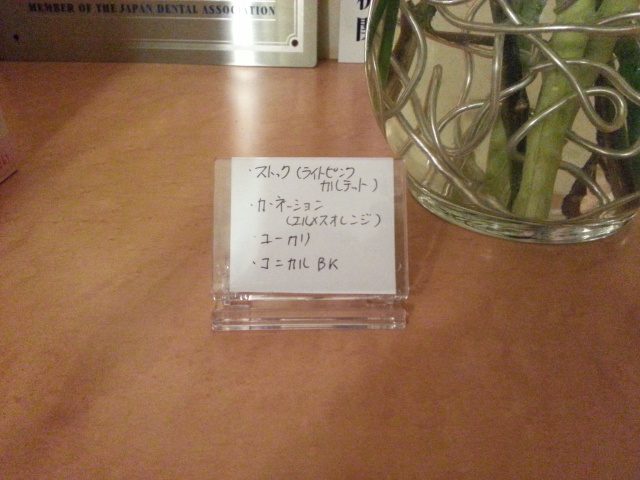 MEMBER OF THE JAPAN DENTAL ASSOCIATION
・ストック(ライトピンク
カルテット)
・カーネーション
(エルメスオレンジ)
・ユーカリ
・コニカル BK